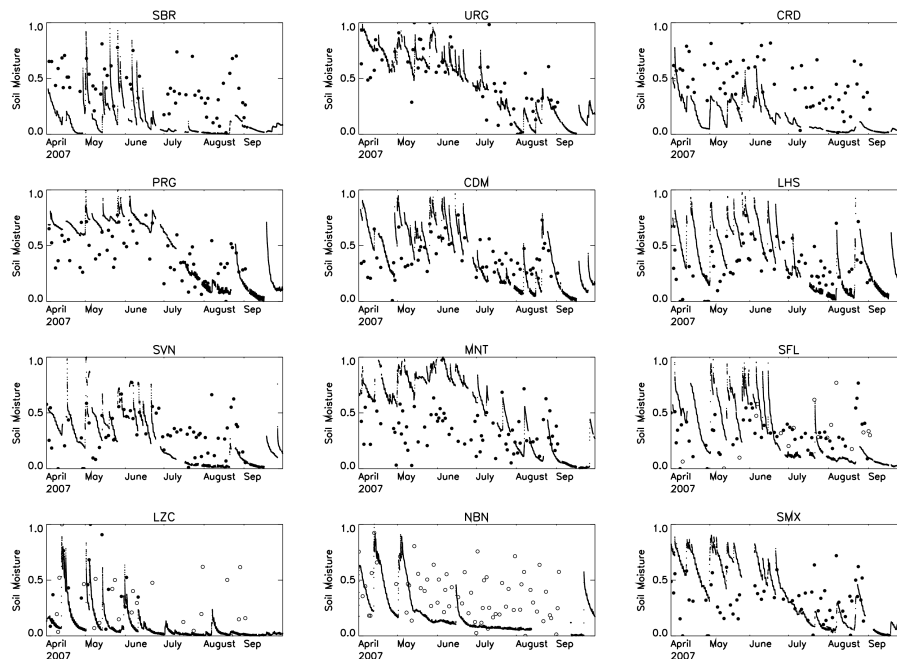 SBR URG CRD
Soil Moisture Soil Moisture Soil Moisture
1.0 1.0 1.0
0.5 0.5 0.5
0.0 0.0 0.0
April May June July August Sep April May June July August Sep April May June July August Sep
2007 2007 2007
PRG CDM LHS
Soil Moisture Soil Moisture Soil Moisture
1.0 1.0 1.0
0.5 0.5 0.5
0.0 0.0 0.0
April May June July August Sep April May June July August Sep April May June July August Sep
2007 2007 2007
SVN MNT SFL
Soil Moisture Soil Moisture Soil Moisture
1.0 1.0 1.0
0.5 0.5 0.5
0.0 0.0 0.0
April May June July August Sep April May June July August Sep April May June July August Sep
2007 2007 2007
LZC NBN SMX
Soil Moisture Soil Moisture Soil Moisture
1.0 1.0 1.0
0.5 0.5 0.5
0.0 0.0 0.0
April May June July August Sep April May June July August Sep April May June July August Sep
2007 2007 2007